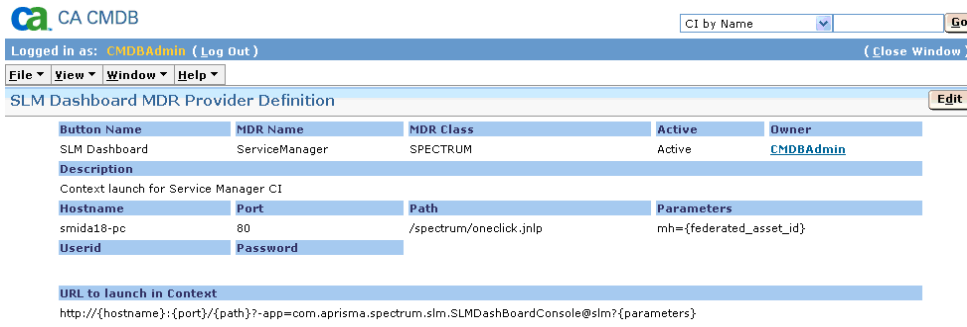 ca CA CMDB
CI by Name Go
Logged in as: CMDBAdmin ( Log Out ) ( Close Window )
File View Window Help
SLM Dashboard MDR Provider Definition Edit
Button Name MDR Name MDR Class Active Owner
SLM Dashboard ServiceManager SPECTRUM Active CMDBAdmin
Description
Context launch for Service Manager CI
Hostname Port Path Parameters
smida18-pc 80 /spectrum/oneclick.jnlp mh={federated_asset_id}
Userid Password
URL to launch in Context
http://{hostname}:{port}/{path}?-app=com.aprisma.spectrum.slm.SLMDashBoardConsole@slm?{parameters}